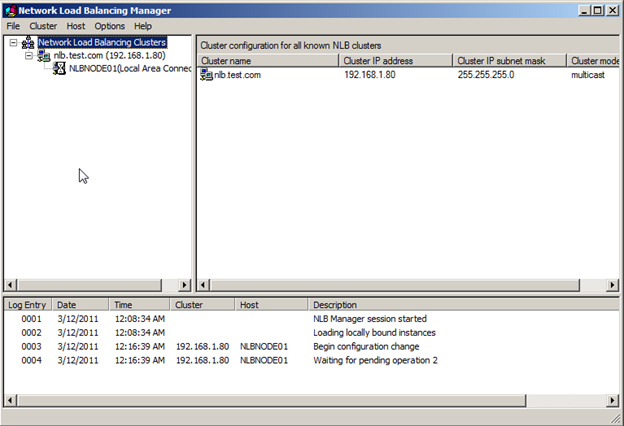 Network Load Balancing Manager
File Cluster Host Options Help
Network Load Balancing Clusters
nlb.test.com (192.168.1.80)
NLBNODE01(Local Area Connec
Cluster configuration for all known NLB clusters
Cluster name Cluster IP address Cluster IP subnet mask Cluster mode
nlb.test.com 192.168.1.80 255.255.255.0 multicast
Log Entry Date Time Cluster Host Description
0001 3/12/2011 12:08:34 AM NLB Manager session started
0002 3/12/2011 12:08:34 AM Loading locally bound instances
0003 3/12/2011 12:16:39 AM 192.168.1.80 NLBNODE01 Begin configuration change
0004 3/12/2011 12:16:39 AM 192.168.1.80 NLBNODE01 Waiting for pending operation 2